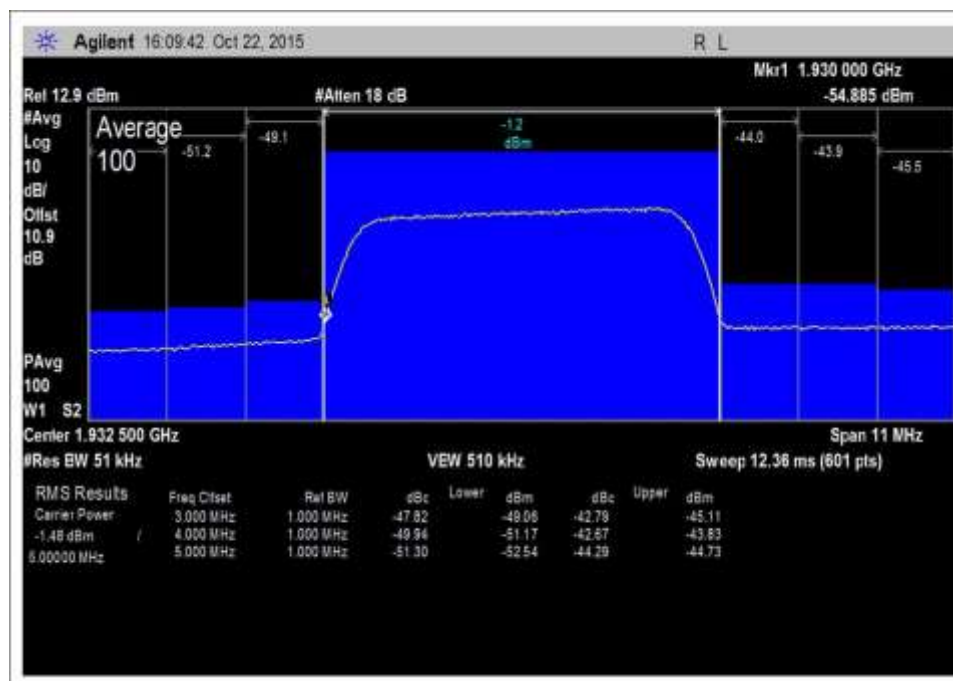 Agilent 16:09:42 Oct 22, 2015 R L
Mkr1 1.930 000 GHz
Ref 12.9 dBm #Atten 18 dB -54.885 dBm
#Avg
Log
10
dB/
Offst
10.9
dB
Average
100
-51.2
-49.1
-1.2
dBm
-44.0
-43.9
-45.5
PAvg
100
W1 S2
Center 1.932 500 GHz Span 11 MHz
#Res BW 51 kHz VBW 510 kHz Sweep 12.36 ms (601 pts)
RMS Results Freq Offset Ref BW dBc Lower dBm dBc Upper dBm
Carrier Power 3.000 MHz 1.000 MHz -47.82 -49.06 -42.79 -45.11
-1.48 dBm / 4.000 MHz 1.000 MHz -49.94 -51.17 -42.67 -43.83
5.00000 MHz 5.000 MHz 1.000 MHz -51.30 -52.54 -44.29 -44.73